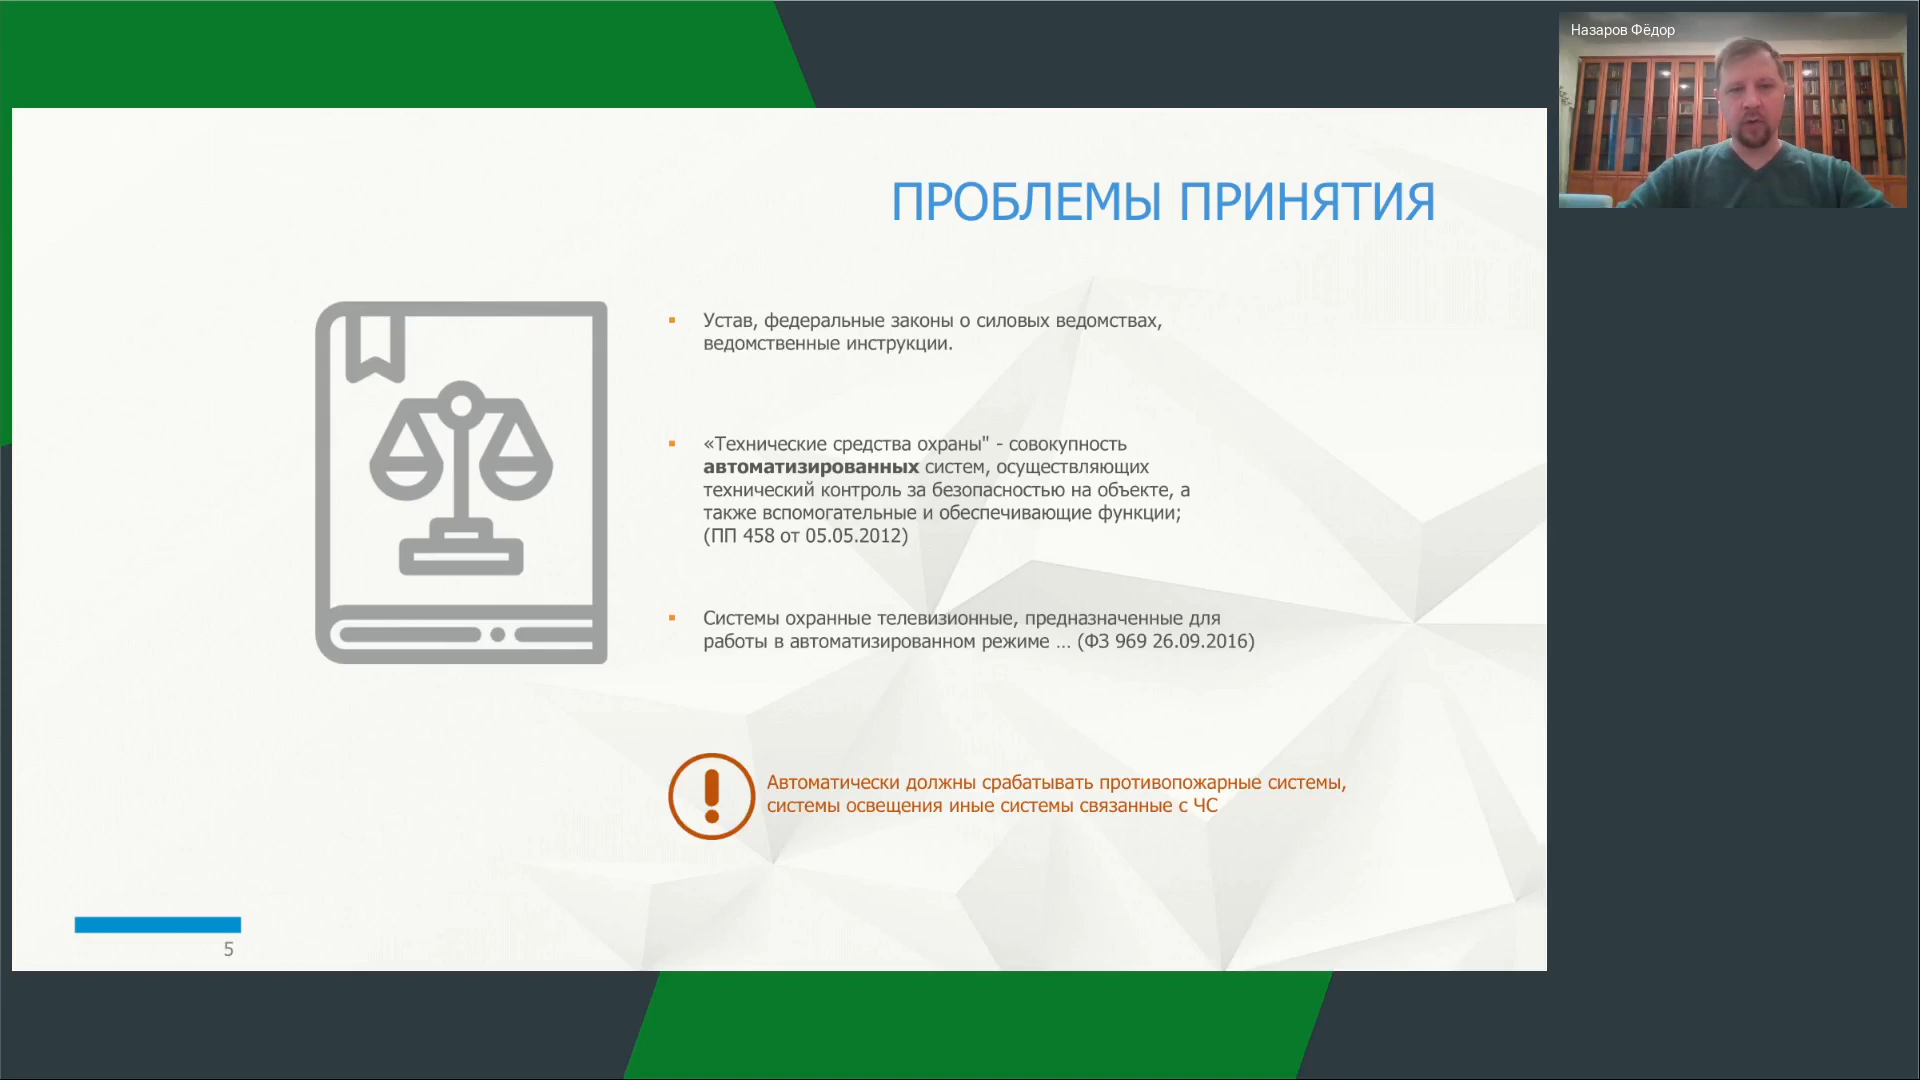 Назаров Фёдор
ПРОБЛЕМЫ ПРИНЯТИЯ
Устав, федеральные законы о силовых ведомствах,
ведомственные инструкции.
«Технические средства охраны" - совокупность
автоматизированных систем, осуществляющих
технический контроль за безопасностью на объекте, а
также вспомогательные и обеспечивающие функции;
(ПП 458 от 05.05.2012)
Системы охранные телевизионные, предназначенные для
работы в автоматизированном режиме ... (ФЗ 969 26.09.2016)
Автоматически должны срабатывать противопожарные системы,
системы освещения иные системы связанные с ЧС
5